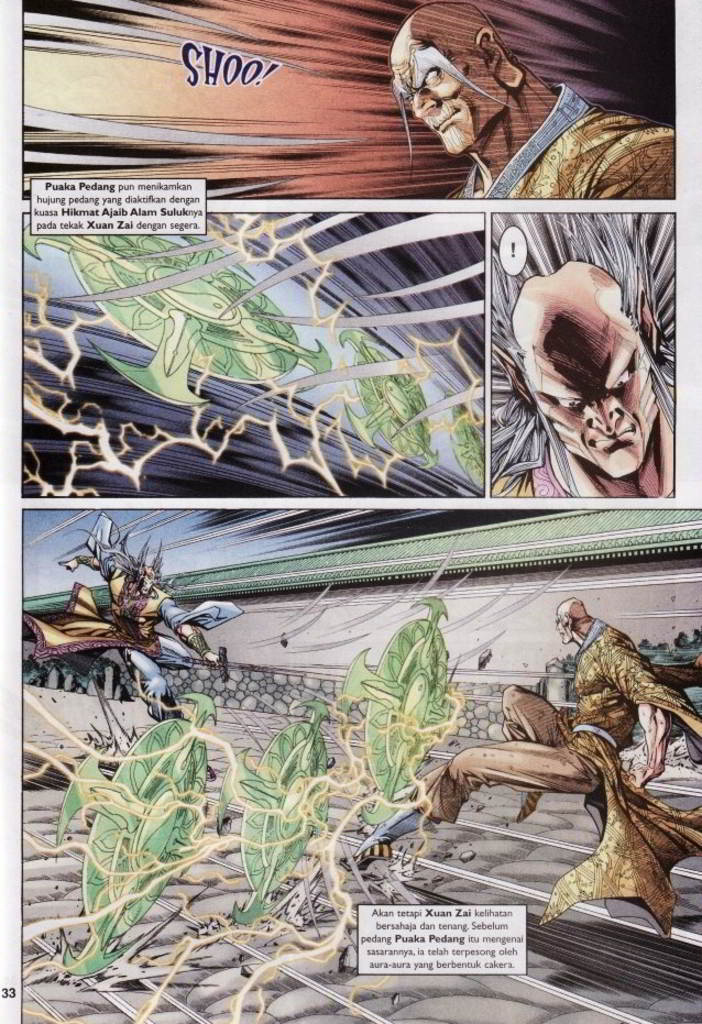 SHOO!
Puaka Pedang pun menikamkan
hujung pedang yang diaktifkan dengan
kuasa Hikmat Ajaib Alam Suluknya
pada tekak Xuan Zai dengan segera.
!
Akan tetapi Xuan Zai kelihatan
bersahaja dan tenang. Sebelum
pedang Puaka Pedang itu mengenai
sasarannya, ia telah terpesong oleh
aura-aura yang berbentuk cakera.
33